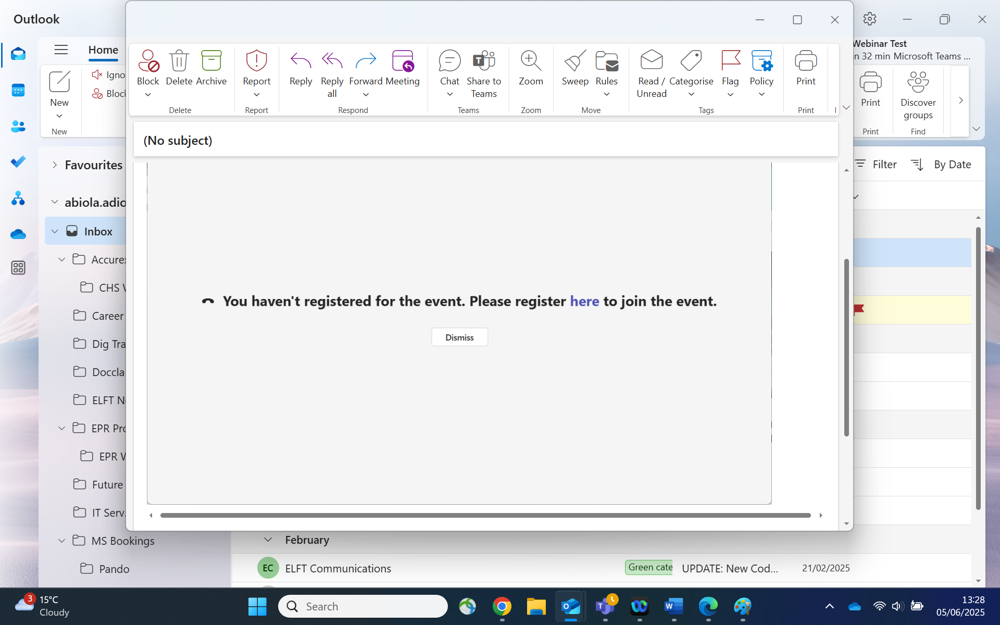 Outlook
Home
New
New
Igno
Block
Block
Delete
Archive
Delete
Report
Report
Reply
Reply all
Forward
Meeting
Respond
Chat
Share to Teams
Teams
Zoom
Zoom
Sweep
Rules
Move
Read / Unread
Categorise
Flag
Policy
Tags
Print
Print
Webinar Test
in 32 min Microsoft Teams ...
Print
Print
Discover groups
Find
(No subject)
Filter
By Date
Favourites
abiola.adio
Inbox
Accurex
CHS
Career
Dig Tra
Doccla
ELFT N
EPR Pro
EPR
Future
IT Serv.
MS Bookings
Pando
You haven't registered for the event. Please register here to join the event.
Dismiss
February
EC
ELFT Communications
Green cate
UPDATE: New Cod...
21/02/2025
3
15°C
Cloudy
Search
13:28
05/06/2025